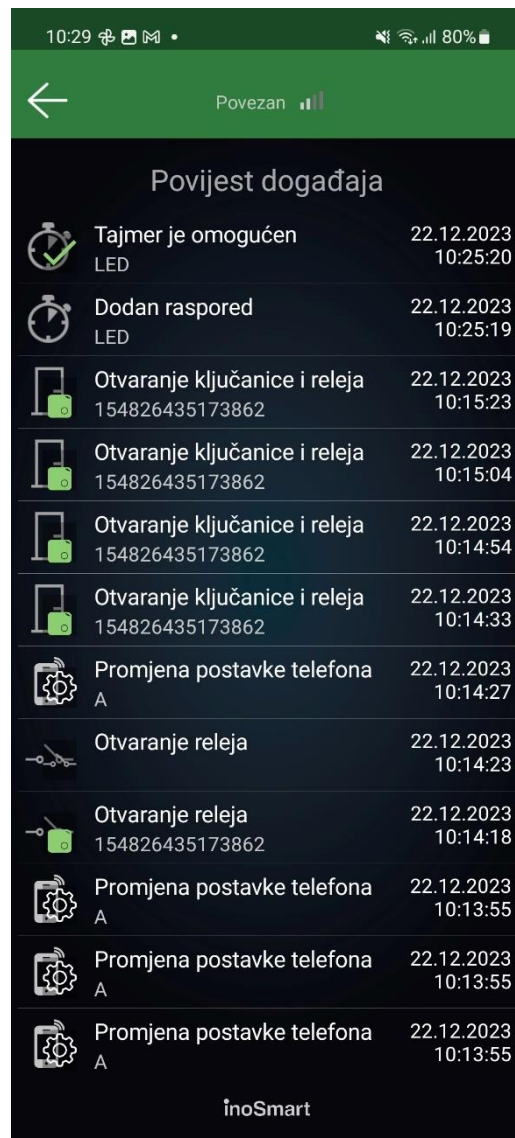 10:29 80%
Povezan
Povijest događaja
Tajmer je omogućen 22.12.2023
LED 10:25:20
Dodan raspored 22.12.2023
LED 10:25:19
Otvaranje ključanice i releja 22.12.2023
154826435173862 10:15:23
Otvaranje ključanice i releja 22.12.2023
154826435173862 10:15:04
Otvaranje ključanice i releja 22.12.2023
154826435173862 10:14:54
Otvaranje ključanice i releja 22.12.2023
154826435173862 10:14:33
Promjena postavke telefona 22.12.2023
A 10:14:27
Otvaranje releja 22.12.2023
10:14:23
Otvaranje releja 22.12.2023
154826435173862 10:14:18
Promjena postavke telefona 22.12.2023
A 10:13:55
Promjena postavke telefona 22.12.2023
A 10:13:55
Promjena postavke telefona 22.12.2023
A 10:13:55
inoSmart